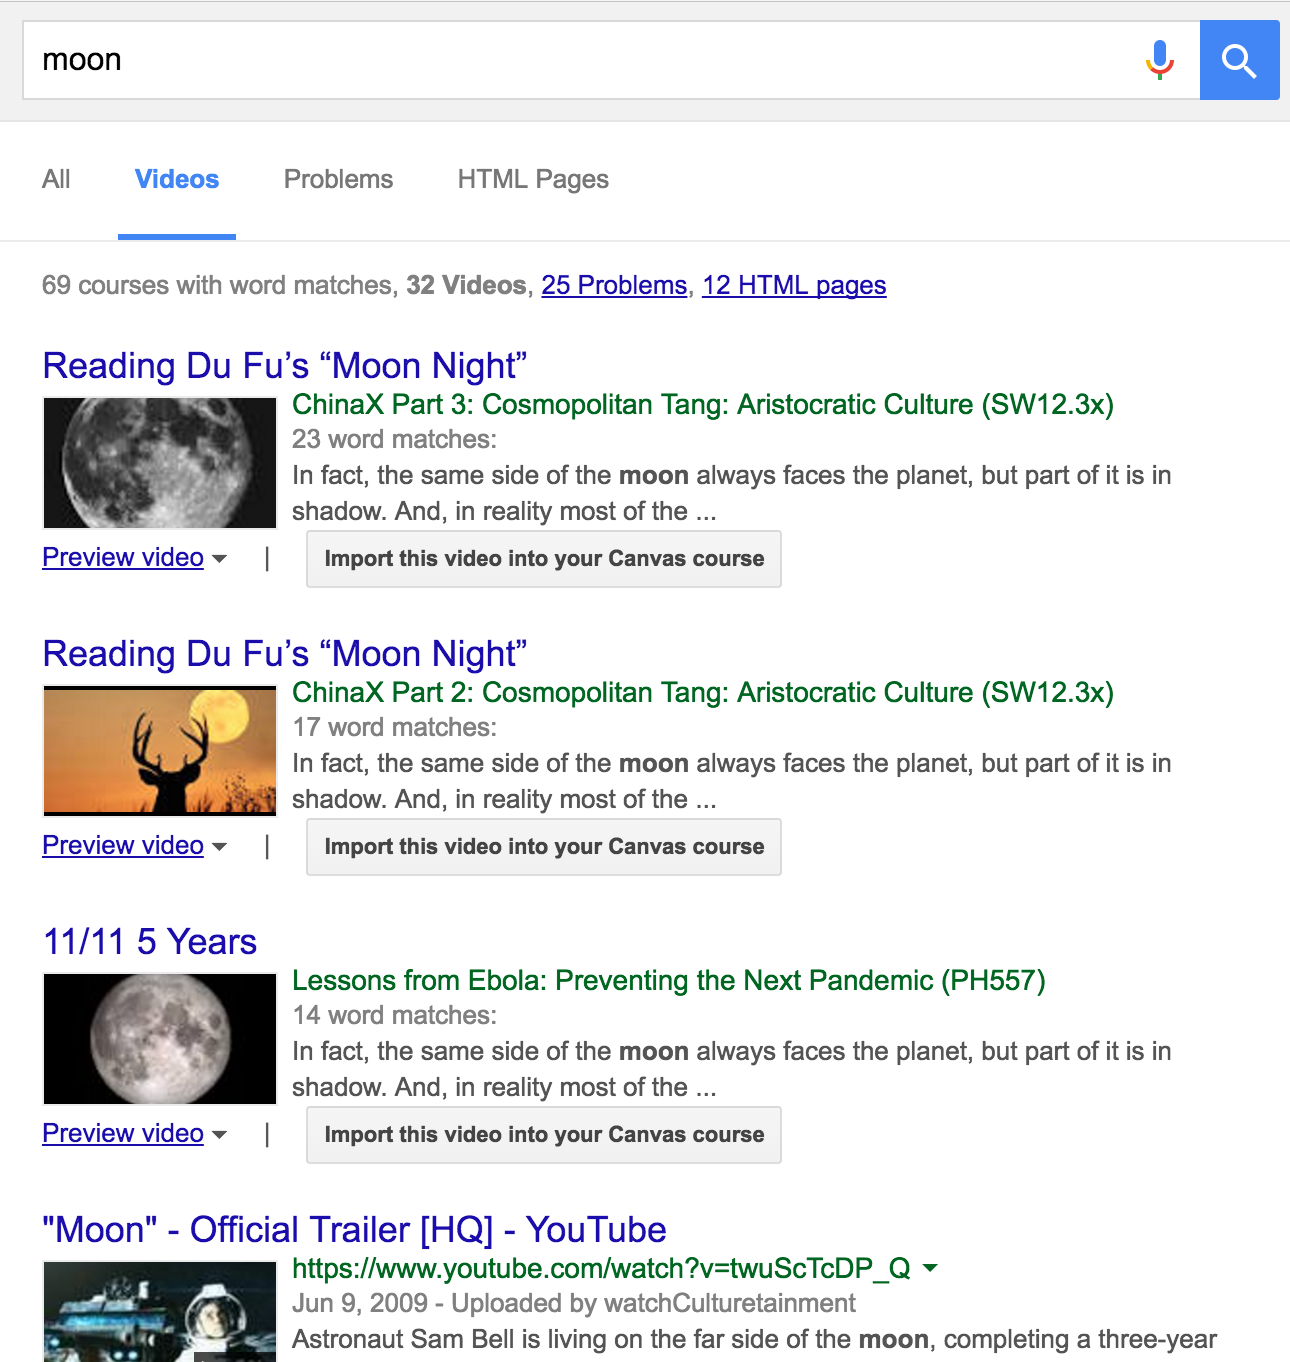 moon
All Videos Problems HTML Pages
69 courses with word matches, 32 Videos, 25 Problems, 12 HTML pages
Reading Du Fu’s “Moon Night”
ChinaX Part 3: Cosmopolitan Tang: Aristocratic Culture (SW12.3x)
23 word matches:
In fact, the same side of the moon always faces the planet, but part of it is in
shadow. And, in reality most of the ...
Preview video | Import this video into your Canvas course
Reading Du Fu’s “Moon Night”
ChinaX Part 2: Cosmopolitan Tang: Aristocratic Culture (SW12.3x)
17 word matches:
In fact, the same side of the moon always faces the planet, but part of it is in
shadow. And, in reality most of the ...
Preview video | Import this video into your Canvas course
11/11 5 Years
Lessons from Ebola: Preventing the Next Pandemic (PH557)
14 word matches:
In fact, the same side of the moon always faces the planet, but part of it is in
shadow. And, in reality most of the ...
Preview video | Import this video into your Canvas course
"Moon" - Official Trailer [HQ] - YouTube
https://www.youtube.com/watch?v=twuScTcDP_Q
Jun 9, 2009 - Uploaded by watchCulturetainment
Astronaut Sam Bell is living on the far side of the moon, completing a three-year